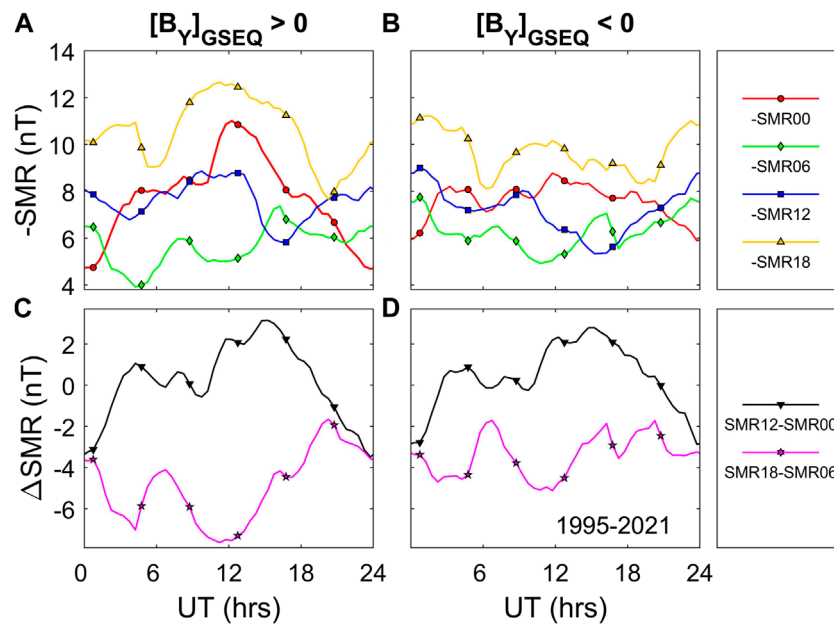 A [B_Y]_GSEQ > 0
B [B_Y]_GSEQ < 0
14
12
10
8
6
4
-SMR (nT)
-SMR00
-SMR06
-SMR12
-SMR18
C
D
2
0
-2
-4
-6
ΔSMR (nT)
1995-2021
SMR12-SMR00
SMR18-SMR06
0 6 12 18 24
6 12 18 24
UT (hrs)
UT (hrs)